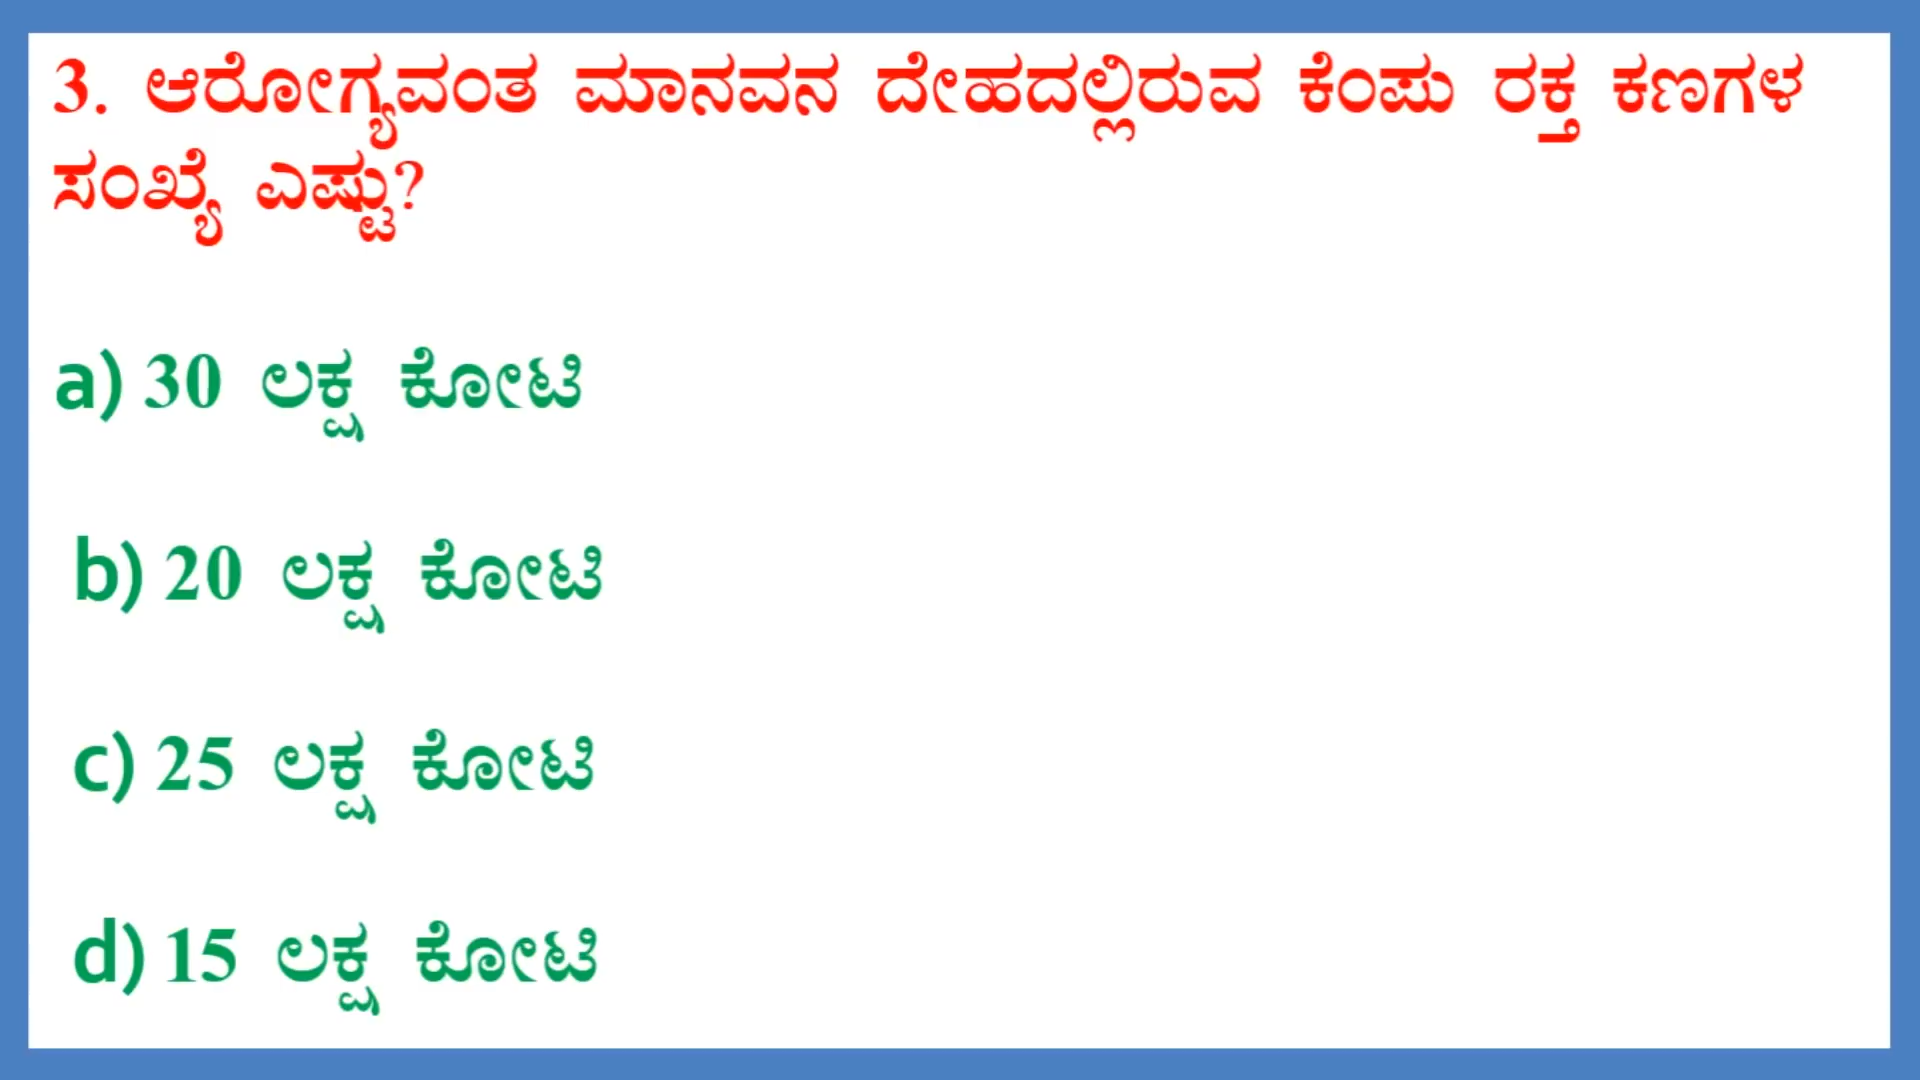 3. ಆರೋಗ್ಯವಂತ ಮಾನವನ ದೇಹದಲ್ಲಿರುವ ಕೆಂಪು ರಕ್ತ ಕಣಗಳ
ಸಂಖ್ಯೆ ಎಷ್ಟು?
a) 30 ಲಕ್ಷ ಕೋಟಿ
b) 20 ಲಕ್ಷ ಕೋಟಿ
c) 25 ಲಕ್ಷ ಕೋಟಿ
d) 15 ಲಕ್ಷ ಕೋಟಿ